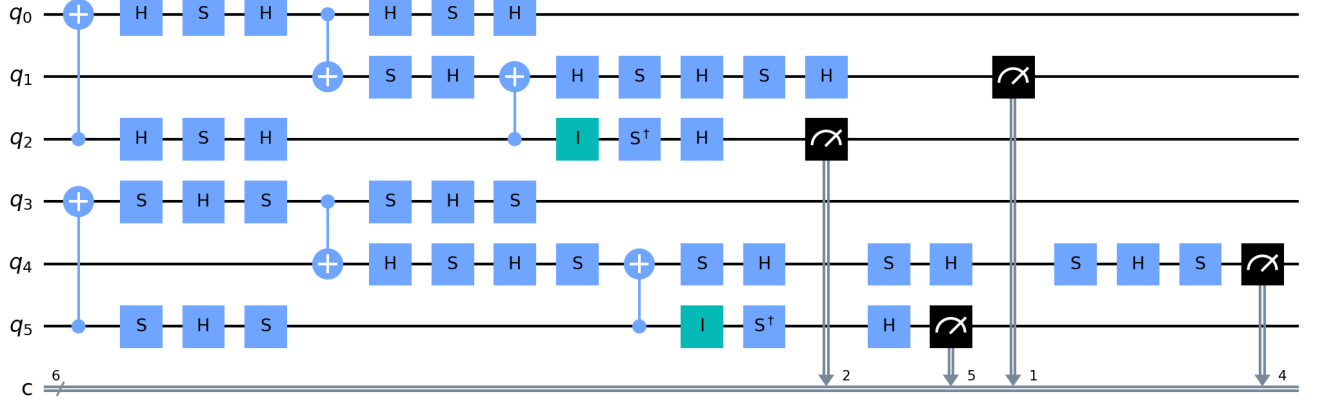 q0 H S H H S H
q1 S H H S H S H
q2 H S H I S† H
q3 S H S S H S
q4 H S H S S H S H S H S
q5 S H S I S† H
c 6 2 5 1 4